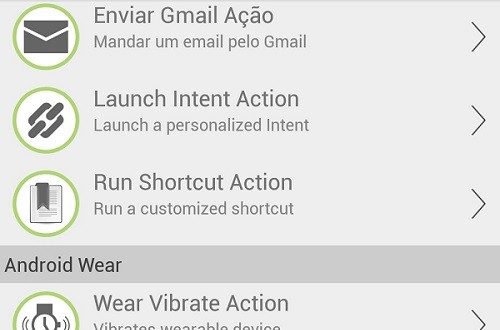 Enviar Gmail Ação
Mandar um email pelo Gmail
Launch Intent Action
Launch a personalized Intent
Run Shortcut Action
Run a customized shortcut
Android Wear
Wear Vibrate Action
Vibrates wearable device